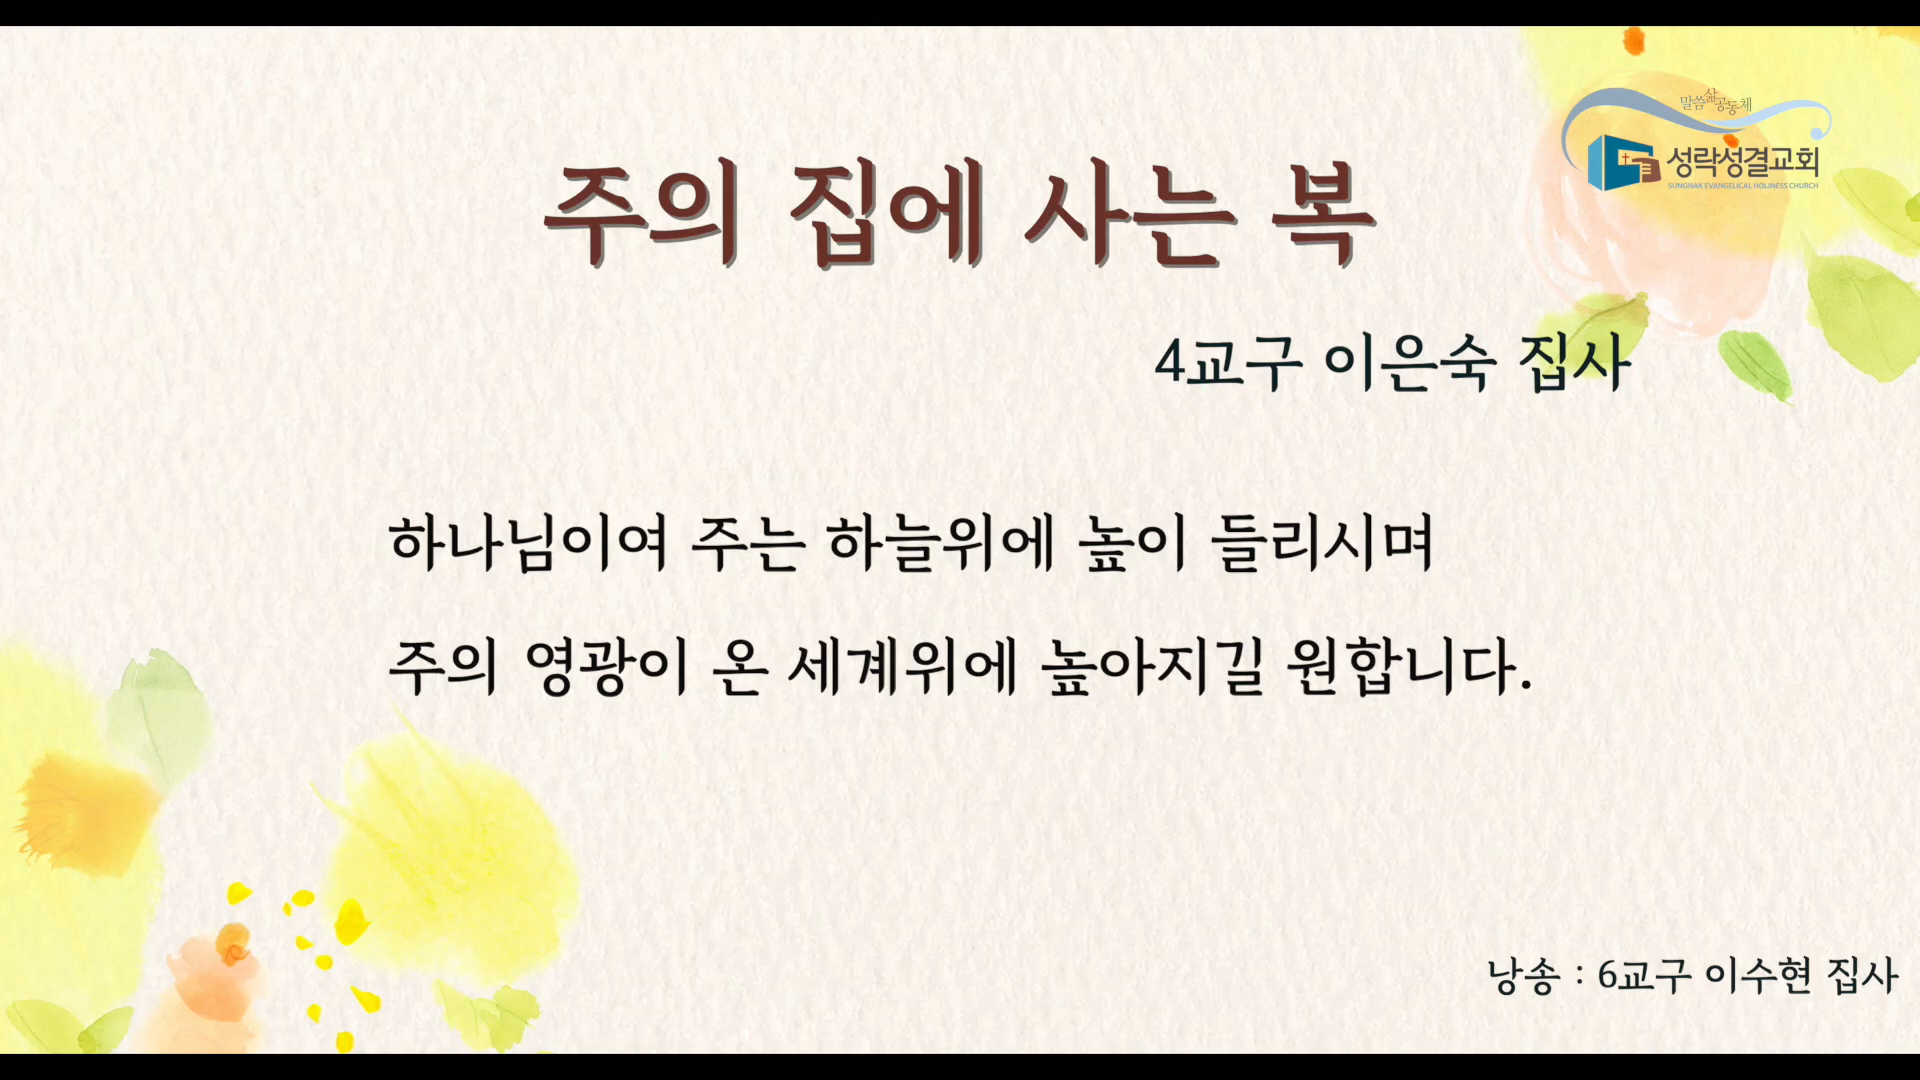 말씀삶공동체
성락성결교회
SUNGNAK EVANGELICAL HOLINESS CHURCH
주의 집에 사는 복
4교구 이은숙 집사
하나님이여 주는 하늘위에 높이 들리시며
주의 영광이 온 세계위에 높아지길 원합니다.
낭송 : 6교구 이수현 집사